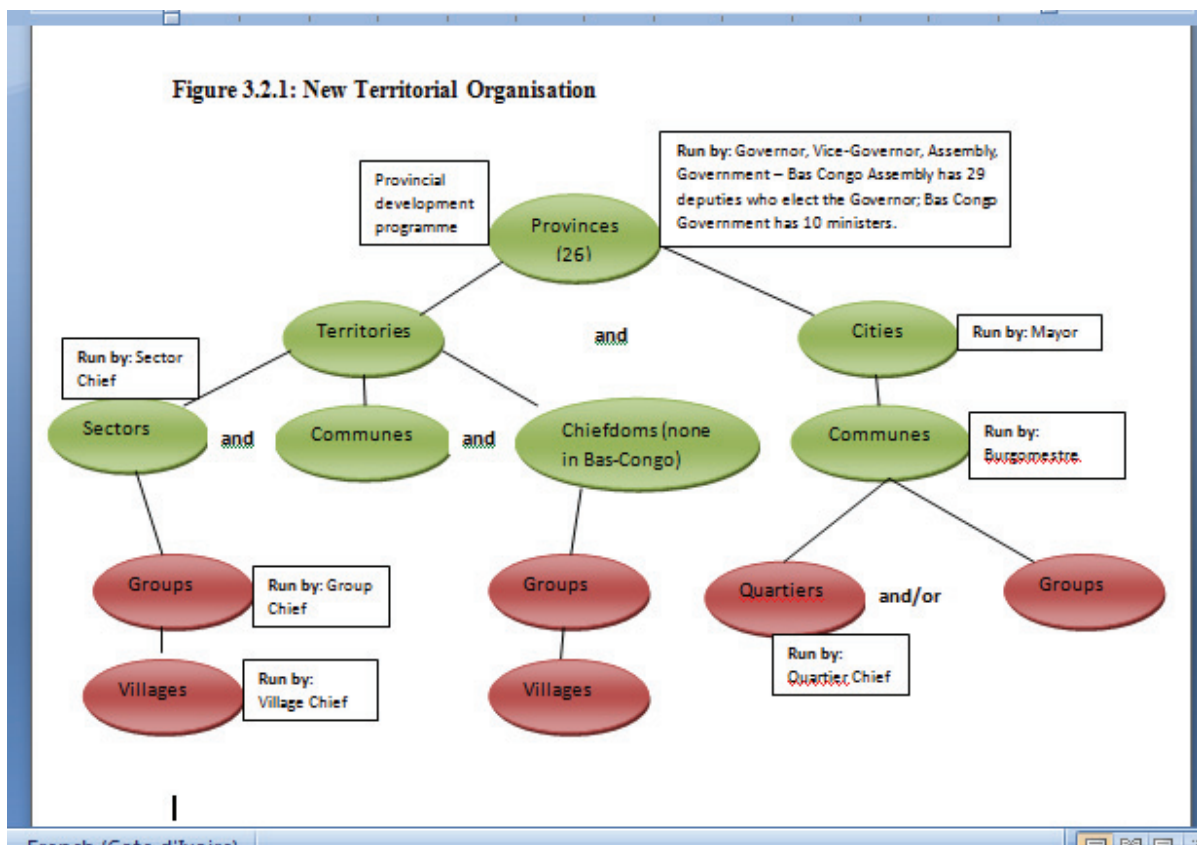 Figure 3.2.1: New Territorial Organisation
Provincial
development
programme
Run by: Governor, Vice-Governor, Assembly,
Government – Bas Congo Assembly has 29
deputies who elect the Governor; Bas Congo
Government has 10 ministers.
Provinces
(26)
Territories
and
Cities
Run by: Mayor
Run by: Sector
Chief
Sectors
and
Communes
and
Chiefdoms (none
in Bas-Congo)
Communes
Run by:
Burgomestre
Groups
Run by: Group
Chief
Groups
Quartiers
and/or
Groups
Run by:
Quartier Chief
Villages
Run by:
Village Chief
Villages
French (Cote d'Ivoire)